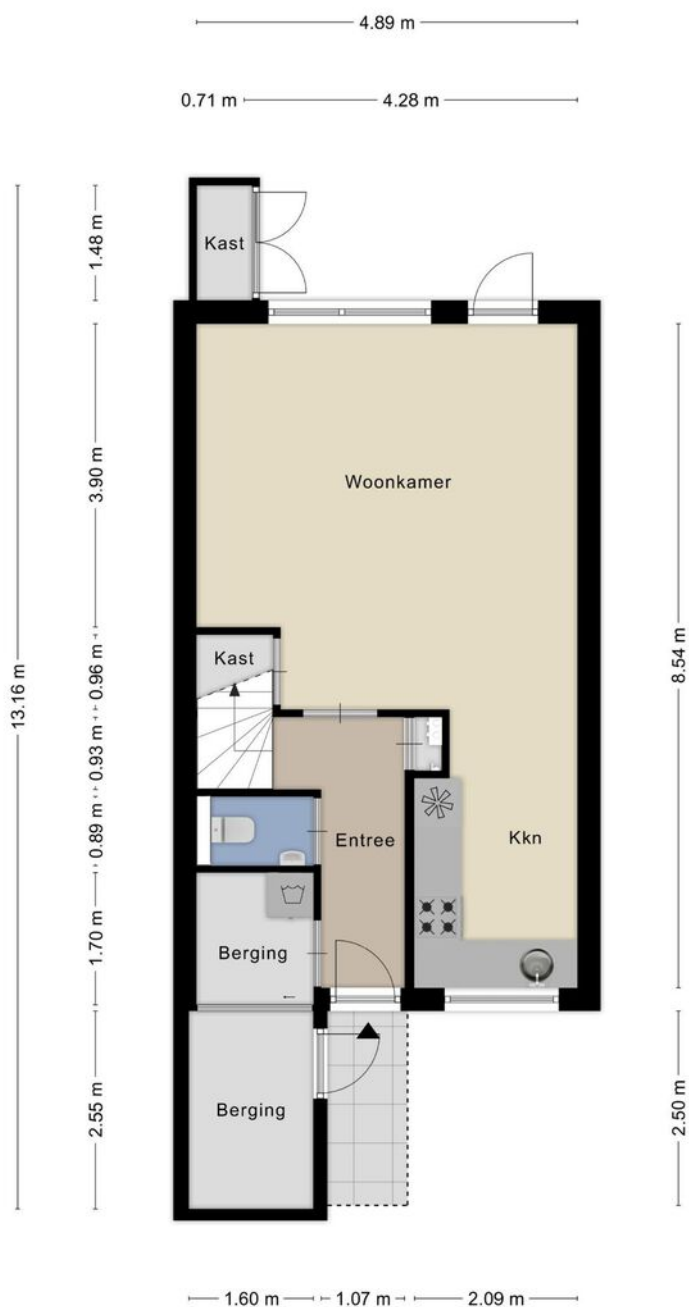 4.89 m
0.71 m
4.28 m
1.48 m
Kast
3.90 m
Woonkamer
13.16 m
8.54 m
0.96 m
Kast
0.93 m
0.89 m
Entree
Kkn
1.70 m
Berging
2.55 m
Berging
2.50 m
1.60 m
1.07 m
2.09 m